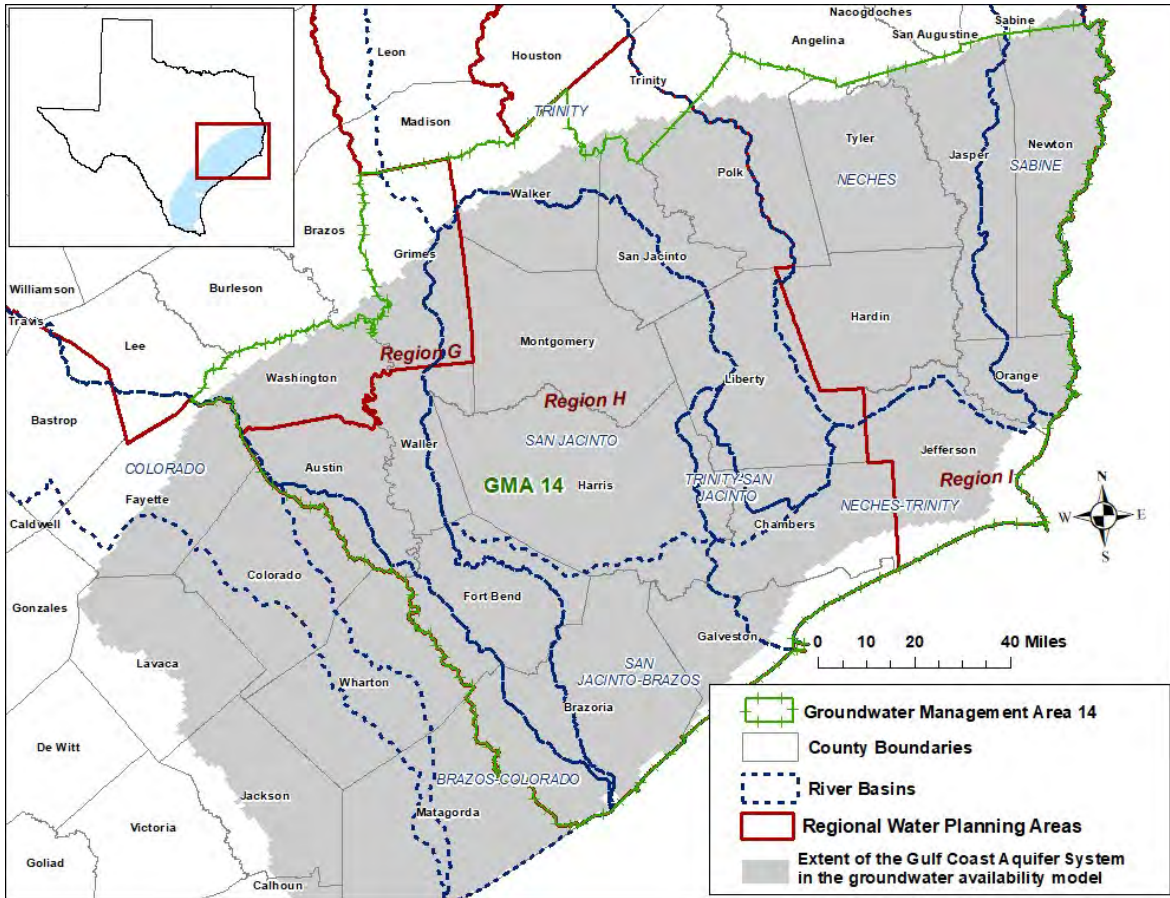 Nacogdoches
Sabine
San Augustine
Angelina
Leon
Houston
Trinity
TRINITY
Madison
Tyler
Newton
Jasper
Polk
SABINE
NECHES
Walker
Brazos
Grimes
San Jacinto
Williamson
Burleson
Travis
Hardin
Lee
Montgomery
Region G
Washington
Orange
Liberty
Region H
Bastrop
SAN JACINTO
Waller
Jefferson
COLORADO
Austin
Region I
TRINITY-SAN
JACINTO
GMA 14
Harris
Fayette
NECHES-TRINITY
Chambers
Caldwell
N
W
E
S
Colorado
Fort Bend
Gonzales
Galveston
0 10 20 40 Miles
Lavaca
SAN
JACINTO-BRAZOS
Wharton
Brazoria
De Witt
BRAZOS-COLORADO
Jackson
Matagorda
Victoria
Goliad
Calhoun
Groundwater Management Area 14
County Boundaries
River Basins
Regional Water Planning Areas
Extent of the Gulf Coast Aquifer System
in the groundwater availability model